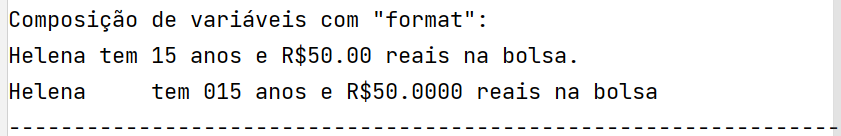 Composição de variáveis com "format":
Helena tem 15 anos e R$50.00 reais na bolsa.
Helena     tem 015 anos e R$50.0000 reais na bolsa
----------------------------------------------------------------